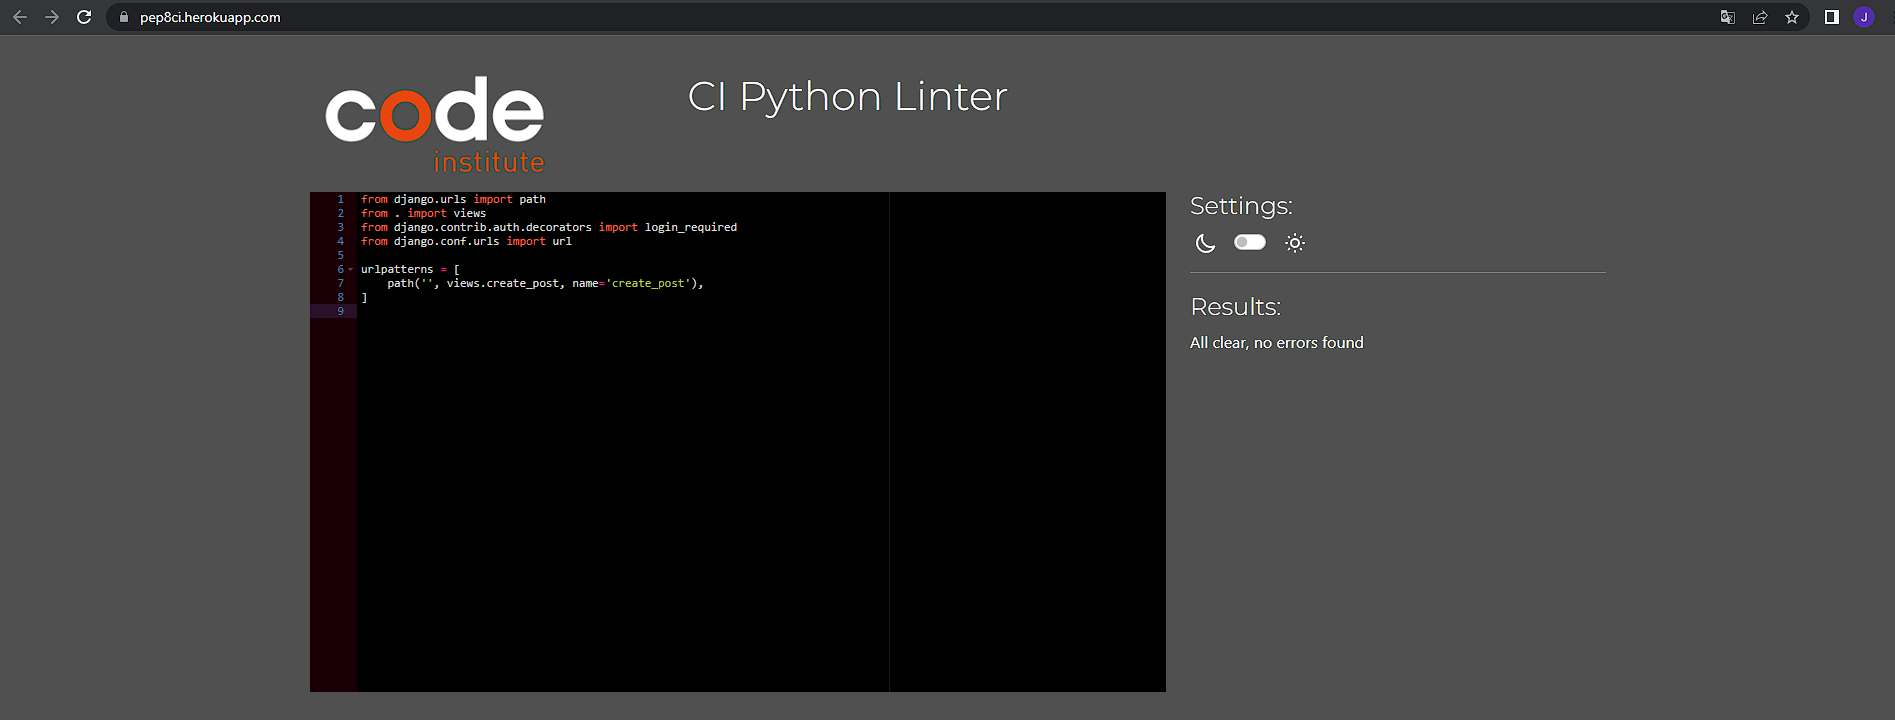 pep8ci.herokuapp.com
J
code
institute
CI Python Linter
1 from django.urls import path
2 from . import views
3 from django.contrib.auth.decorators import login_required
4 from django.conf.urls import url
5
6 urlpatterns = [
7     path('', views.create_post, name='create_post'),
8 ]
9
Settings:
Results:
All clear, no errors found